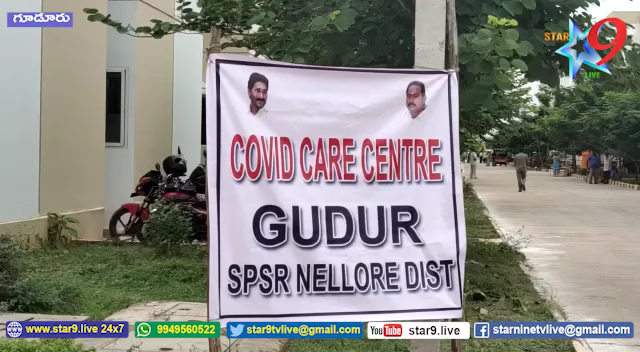 గూడూరు
STAR 9
LIVE
COVID CARE CENTRE
GUDUR
SPSR NELLORE DIST
www.star9.live 24x7
9949560522
star9tvlive@gmail.com
YouTube star9.live
starninetvlive@gmail.com